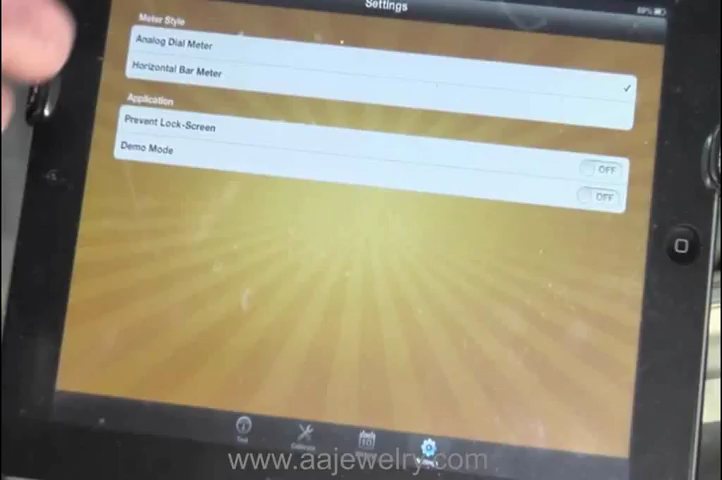 Settings
Meter Style
Analog Dial Meter
Horizontal Bar Meter
Application
Prevent Lock-Screen
OFF
Demo Mode
OFF
Test
www.aajewelry.com